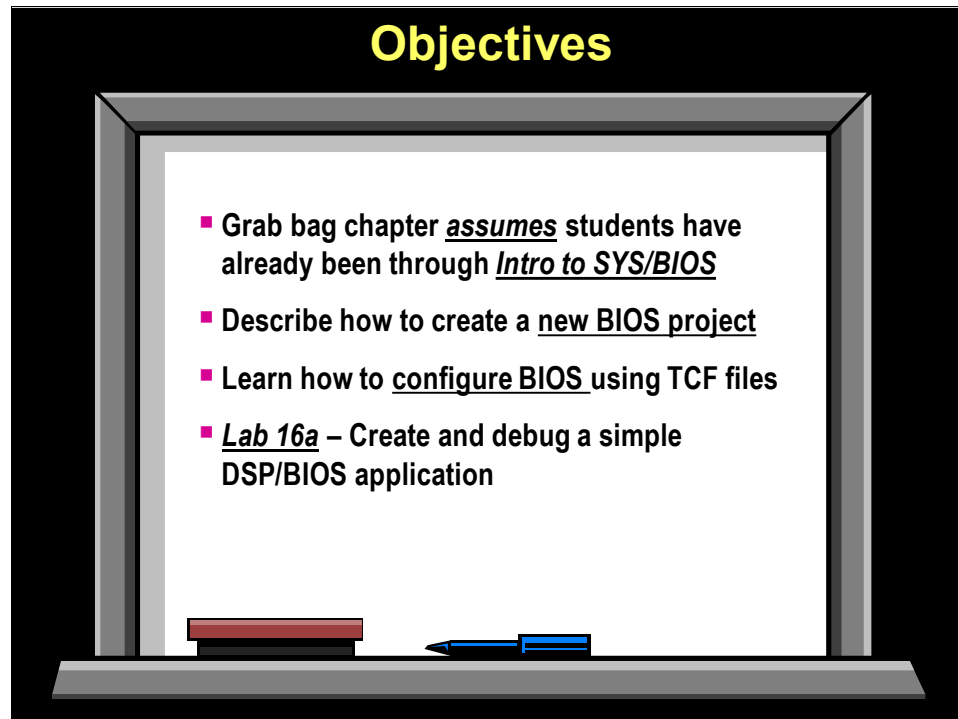 Objectives
▪ Grab bag chapter assumes students have
already been through Intro to SYS/BIOS
▪ Describe how to create a new BIOS project
▪ Learn how to configure BIOS using TCF files
▪ Lab 16a – Create and debug a simple
DSP/BIOS application